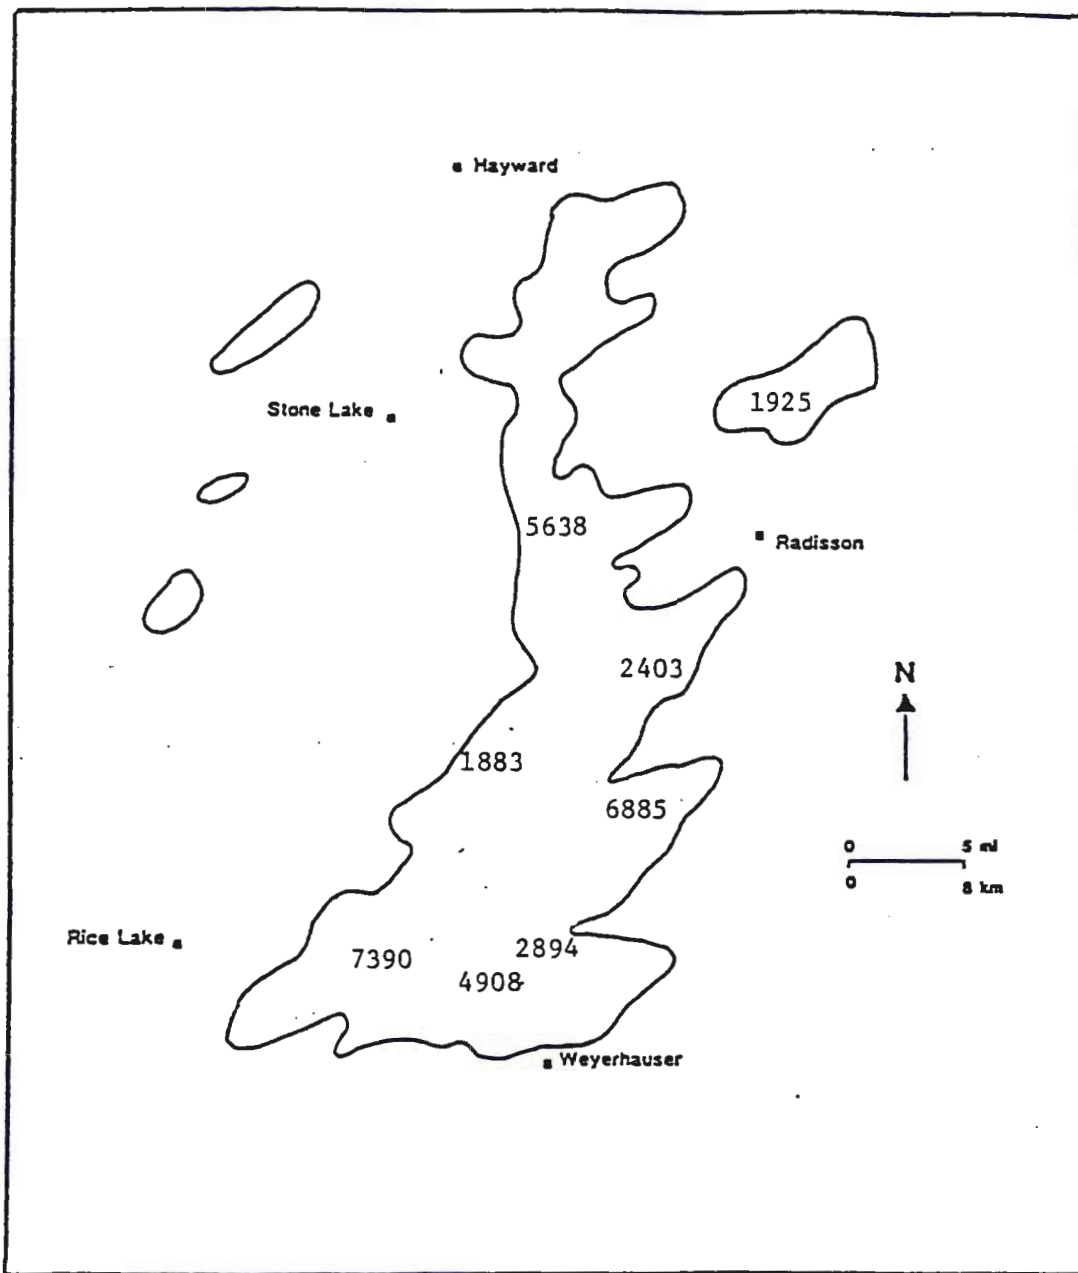 Hayward
1925
Stone Lake
5638
Radisson
2403
N
1883
6885
0 5 mi
0 8 km
Rice Lake
2894
7390
4908
Weyerhauser